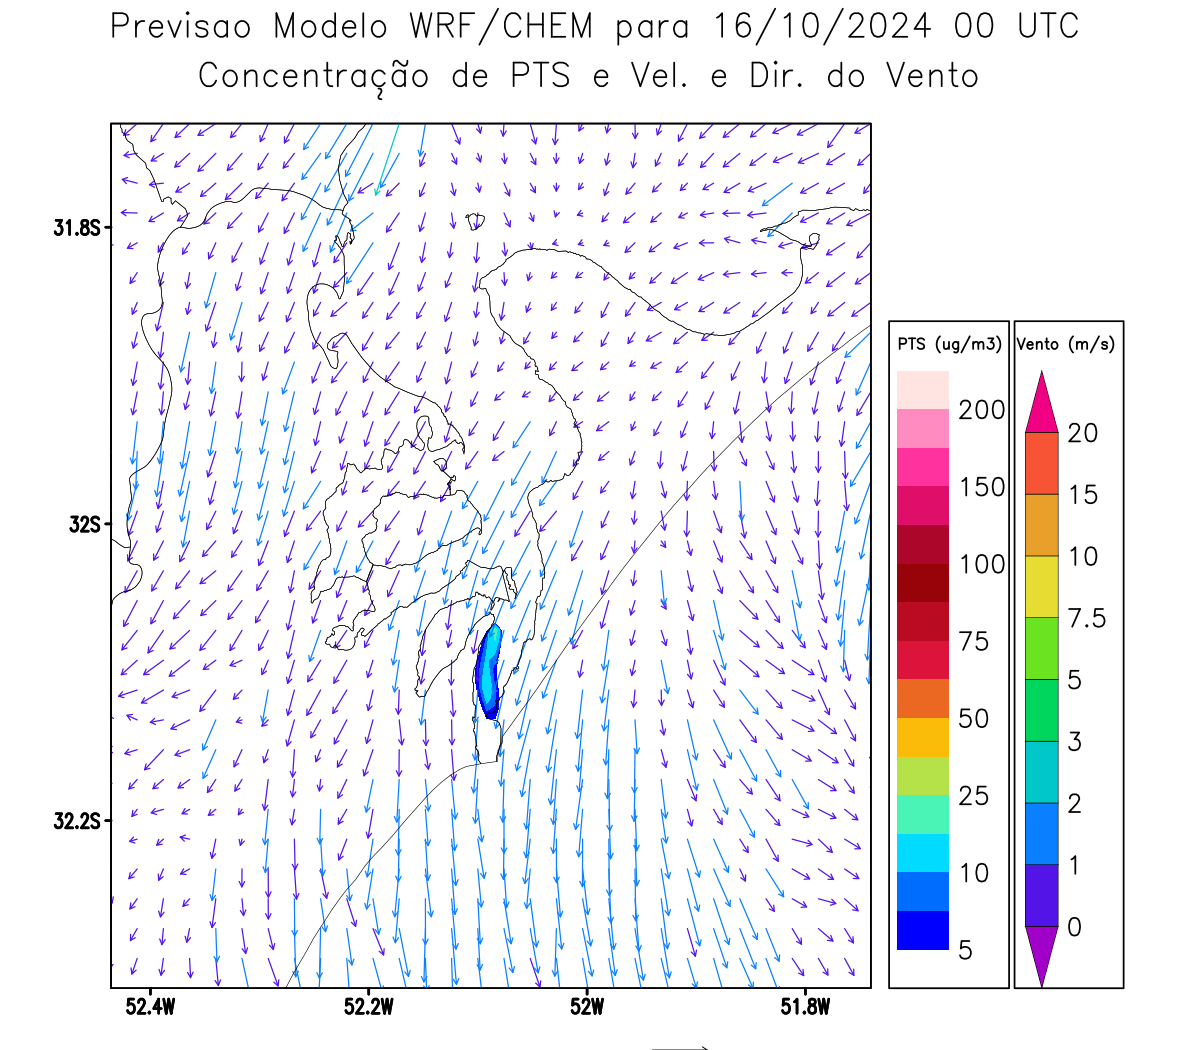 Previsao Modelo WRF/CHEM para 16/10/2024 00 UTC
Concentração de PTS e Vel. e Dir. do Vento
31.8S
32S
32.2S
52.4W
52.2W
52W
51.8W
PTS (ug/m3)
200
150
100
75
50
25
10
5
Vento (m/s)
20
15
10
7.5
5
3
2
1
0